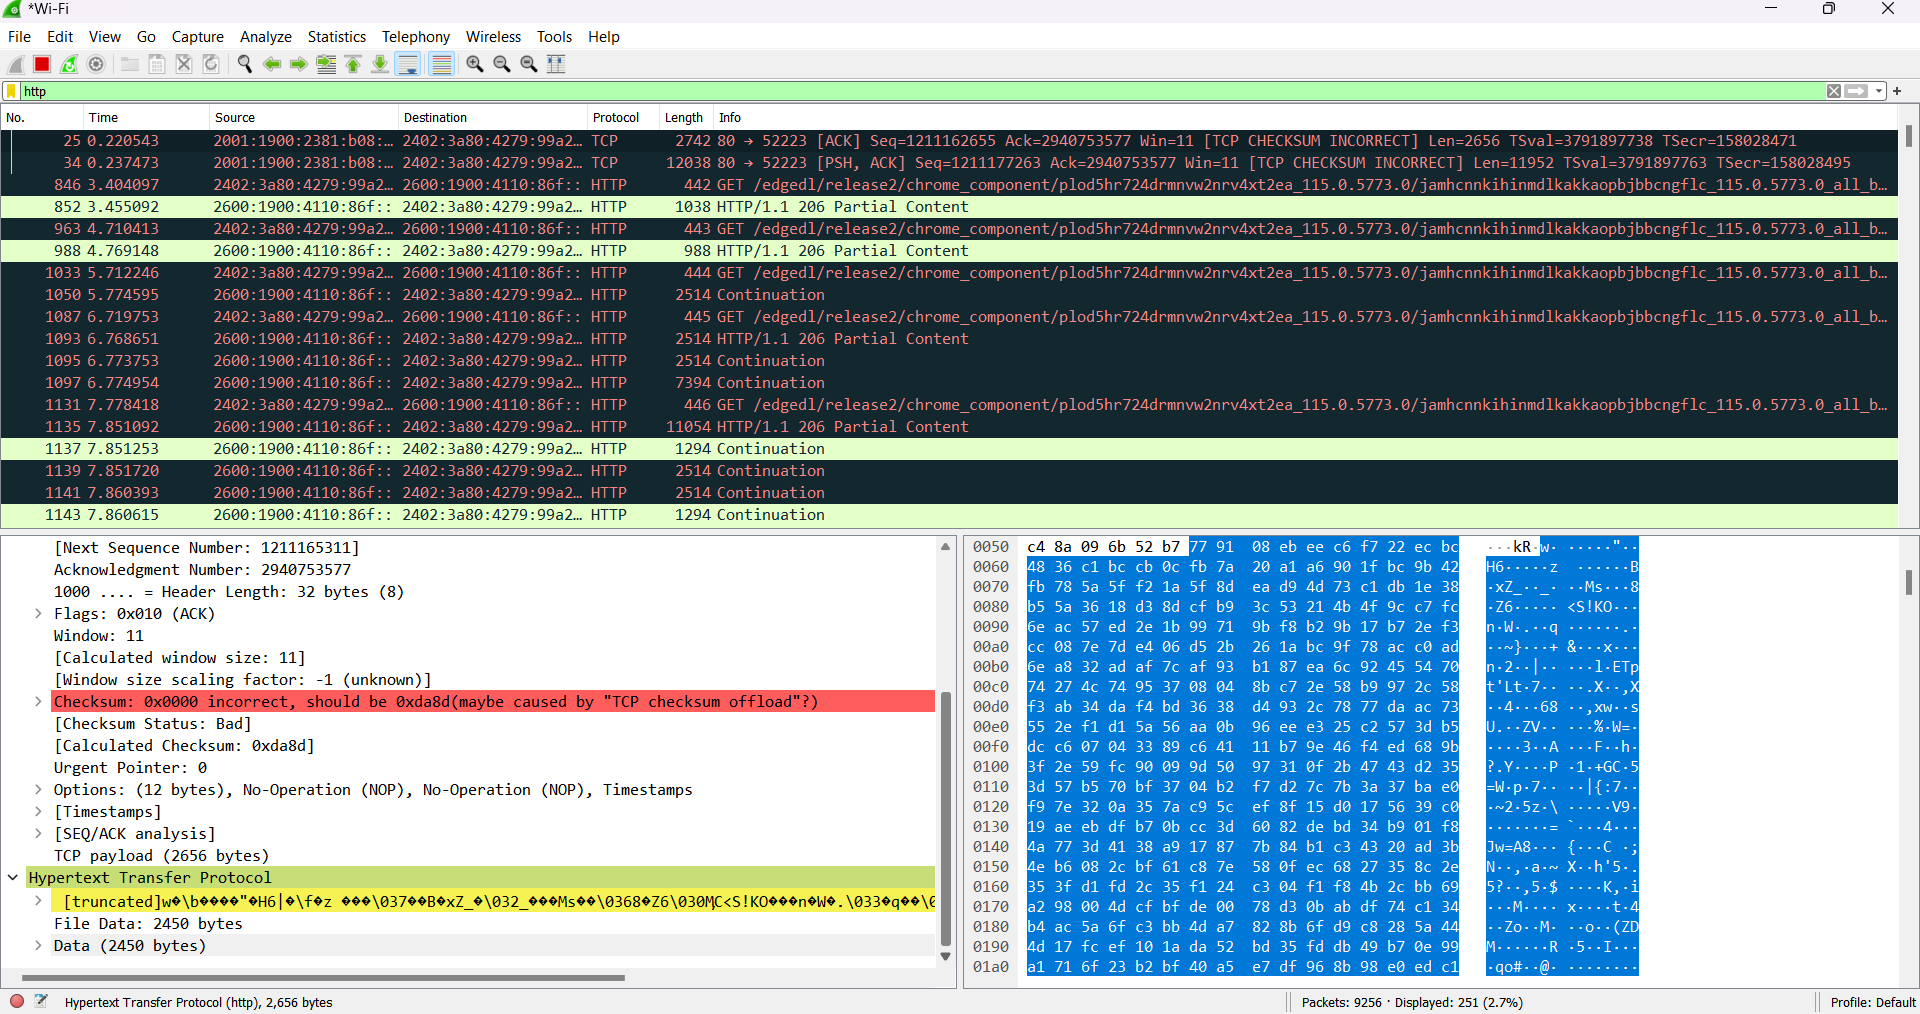 *Wi-Fi
File Edit View Go Capture Analyze Statistics Telephony Wireless Tools Help
http
No. Time Source Destination Protocol Length Info
25 0.220543 2001:1900:2381:b08:… 2402:3a80:4279:99a2… TCP 2742 80 → 52223 [ACK] Seq=1211162655 Ack=2940753577 Win=11 [TCP CHECKSUM INCORRECT] Len=2656 TSval=3791897738 TSecr=158028471
34 0.237473 2001:1900:2381:b08:… 2402:3a80:4279:99a2… TCP 12038 80 → 52223 [PSH, ACK] Seq=1211177263 Ack=2940753577 Win=11 [TCP CHECKSUM INCORRECT] Len=11952 TSval=3791897763 TSecr=158028495
846 3.404097 2402:3a80:4279:99a2… 2600:1900:4110:86f:: HTTP 442 GET /edgedl/release2/chrome_component/plod5hr724drmnvw2nrv4xt2ea_115.0.5773.0/jamhcnnkihinmdlkakkaopbjbbcngflc_115.0.5773.0_all_b…
852 3.455092 2600:1900:4110:86f:: 2402:3a80:4279:99a2… HTTP 1038 HTTP/1.1 206 Partial Content
963 4.710413 2402:3a80:4279:99a2… 2600:1900:4110:86f:: HTTP 443 GET /edgedl/release2/chrome_component/plod5hr724drmnvw2nrv4xt2ea_115.0.5773.0/jamhcnnkihinmdlkakkaopbjbbcngflc_115.0.5773.0_all_b…
988 4.769148 2600:1900:4110:86f:: 2402:3a80:4279:99a2… HTTP 988 HTTP/1.1 206 Partial Content
1033 5.712246 2402:3a80:4279:99a2… 2600:1900:4110:86f:: HTTP 444 GET /edgedl/release2/chrome_component/plod5hr724drmnvw2nrv4xt2ea_115.0.5773.0/jamhcnnkihinmdlkakkaopbjbbcngflc_115.0.5773.0_all_b…
1050 5.774595 2600:1900:4110:86f:: 2402:3a80:4279:99a2… HTTP 2514 Continuation
1087 6.719753 2402:3a80:4279:99a2… 2600:1900:4110:86f:: HTTP 445 GET /edgedl/release2/chrome_component/plod5hr724drmnvw2nrv4xt2ea_115.0.5773.0/jamhcnnkihinmdlkakkaopbjbbcngflc_115.0.5773.0_all_b…
1093 6.768651 2600:1900:4110:86f:: 2402:3a80:4279:99a2… HTTP 2514 HTTP/1.1 206 Partial Content
1095 6.773753 2600:1900:4110:86f:: 2402:3a80:4279:99a2… HTTP 2514 Continuation
1097 6.774954 2600:1900:4110:86f:: 2402:3a80:4279:99a2… HTTP 7394 Continuation
1131 7.778418 2402:3a80:4279:99a2… 2600:1900:4110:86f:: HTTP 446 GET /edgedl/release2/chrome_component/plod5hr724drmnvw2nrv4xt2ea_115.0.5773.0/jamhcnnkihinmdlkakkaopbjbbcngflc_115.0.5773.0_all_b…
1135 7.851092 2600:1900:4110:86f:: 2402:3a80:4279:99a2… HTTP 11054 HTTP/1.1 206 Partial Content
1137 7.851253 2600:1900:4110:86f:: 2402:3a80:4279:99a2… HTTP 1294 Continuation
1139 7.851720 2600:1900:4110:86f:: 2402:3a80:4279:99a2… HTTP 2514 Continuation
1141 7.860393 2600:1900:4110:86f:: 2402:3a80:4279:99a2… HTTP 2514 Continuation
1143 7.860615 2600:1900:4110:86f:: 2402:3a80:4279:99a2… HTTP 1294 Continuation
[Next Sequence Number: 1211165311]
Acknowledgment Number: 2940753577
1000 .... = Header Length: 32 bytes (8)
Flags: 0x010 (ACK)
Window: 11
[Calculated window size: 11]
[Window size scaling factor: -1 (unknown)]
Checksum: 0x0000 incorrect, should be 0xda8d(maybe caused by "TCP checksum offload"?)
[Checksum Status: Bad]
[Calculated Checksum: 0xda8d]
Urgent Pointer: 0
Options: (12 bytes), No-Operation (NOP), No-Operation (NOP), Timestamps
[Timestamps]
[SEQ/ACK analysis]
TCP payload (2656 bytes)
Hypertext Transfer Protocol
[truncated]w�\b����"�H6|�\f�z ���\037��B�xZ_�\032_���Ms��\0368�Z6\030MC<S!KO���n�W�.\033�q��\0
File Data: 2450 bytes
Data (2450 bytes)
0050 c4 8a 09 6b 52 b7 77 91 08 eb ee c6 f7 22 ec bc ···kR·w· ·····"··
0060 48 36 c1 bc cb 0c fb 7a 20 a1 a6 90 1f bc 9b 42 H6·····z ······B
0070 fb 78 5a 5f f2 1a 5f 8d ea d9 4d 73 c1 db 1e 38 ·xZ_··_· ··Ms···8
0080 b5 5a 36 18 d3 8d cf b9 3c 53 21 4b 4f 9c c7 fc ·Z6····· <S!KO···
0090 6e ac 57 ed 2e 1b 99 71 9b f8 b2 9b 17 b7 2e f3 n·W·.··q ······.·
00a0 cc 08 7e 7d e4 06 d5 2b 26 1a bc 9f 78 ac c0 ad ··~}···+ &···x···
00b0 6e a8 32 ad af 7c af 93 b1 87 ea 6c 92 45 54 70 n·2··|·· ···l·ETp
00c0 74 27 4c 74 95 37 08 04 8b c7 2e 58 b9 97 2c 58 t'Lt·7·· ··.X··,X
00d0 f3 ab 34 da f4 bd 36 38 d4 93 2c 78 77 da ac 73 ··4···68 ··,xw··s
00e0 55 2e f1 d1 5a 56 aa 0b 96 ee e3 25 c2 57 3d b5 U.··ZV·· ···%·W=·
00f0 dc c6 07 04 33 89 c6 41 11 b7 9e 46 f4 ed 68 9b ····3··A ···F··h·
0100 3f 2e 59 fc 90 09 9d 50 97 31 0f 2b 47 43 d2 35 ?.Y····P ·1·+GC·5
0110 3d 57 b5 70 bf 37 04 b2 f7 d2 7c 7b 3a 37 ba e0 =W·p·7·· ··|{:7··
0120 f9 7e 32 0a 35 7a c9 5c ef 8f 15 d0 17 56 39 c0 ·~2·5z·\ ·····V9·
0130 19 ae eb df b7 0b cc 3d 60 82 de bd 34 b9 01 f8 ·······= `···4···
0140 4a 77 3d 41 38 a9 17 87 7b 84 b1 c3 43 20 ad 3b Jw=A8··· {···C ·;
0150 4e b6 08 2c bf 61 c8 7e 58 0f ec 68 27 35 8c 2e N··,·a·~ X··h'5·.
0160 35 3f d1 fd 2c 35 f1 24 c3 04 f1 f8 4b 2c bb 69 5?··,5·$ ····K,·i
0170 a2 98 00 4d cf bf de 00 78 d3 0b ab df 74 c1 34 ···M···· x····t·4
0180 b4 ac 5a 6f c3 bb 4d a7 82 8b 6f d9 c8 28 5a 44 ··Zo··M· ··o··(ZD
0190 4d 17 fc ef 10 1a da 52 bd 35 fd db 49 b7 0e 99 M······R ·5··I···
01a0 a1 71 6f 23 b2 bf 40 a5 e7 df 96 8b 98 e0 ed c1 ·qo#··@· ········
Hypertext Transfer Protocol (http), 2,656 bytes
Packets: 9256 · Displayed: 251 (2.7%)
Profile: Default